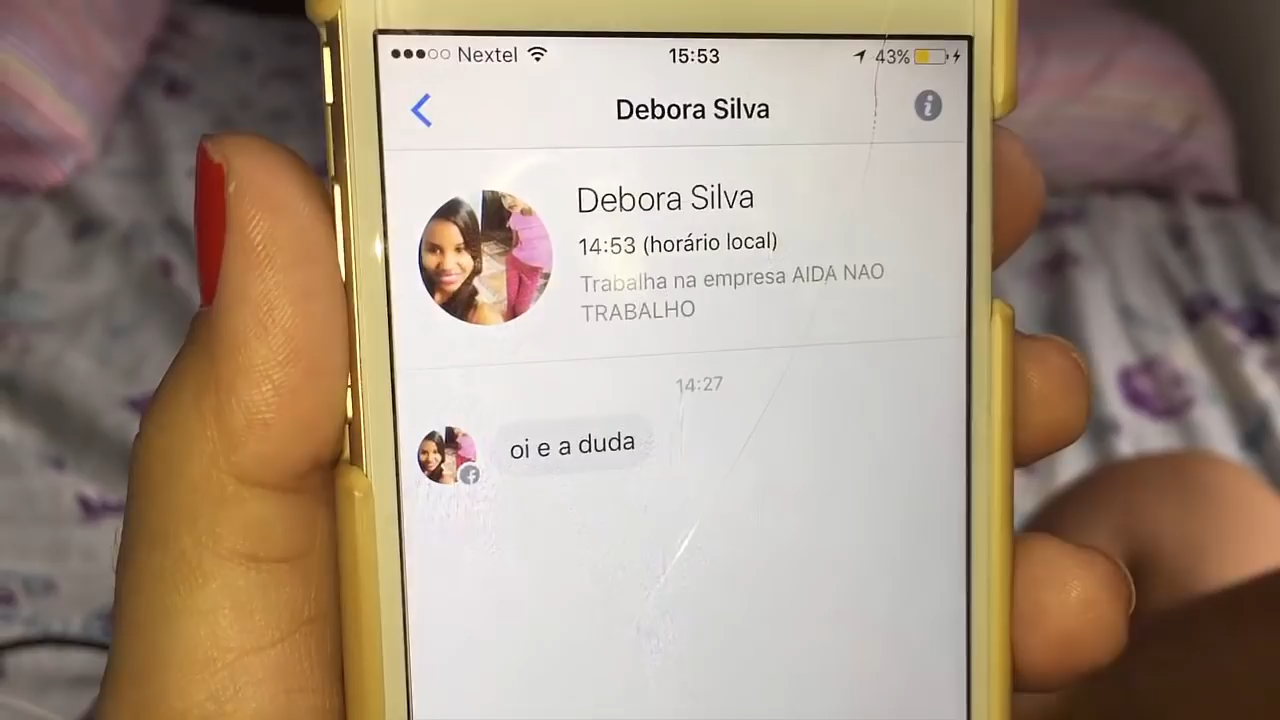 Nextel 15:53 43%
Debora Silva
Debora Silva
14:53 (horário local)
Trabalha na empresa AIDA NAO
TRABALHO
14:27
oi e a duda